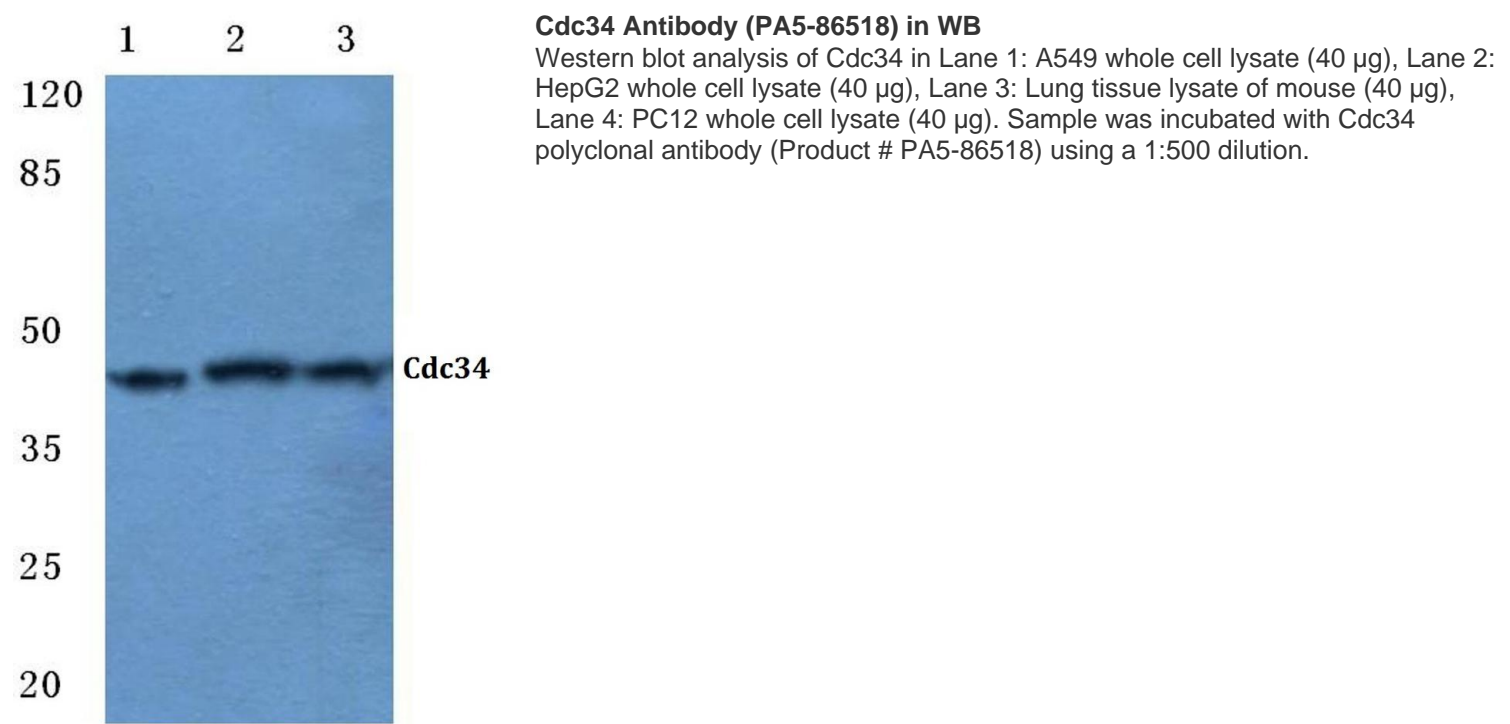 1 2 3
120
85
50
35
25
20
Cdc34
Cdc34 Antibody (PA5-86518) in WB
Western blot analysis of Cdc34 in Lane 1: A549 whole cell lysate (40 µg), Lane 2:
HepG2 whole cell lysate (40 µg), Lane 3: Lung tissue lysate of mouse (40 µg),
Lane 4: PC12 whole cell lysate (40 µg). Sample was incubated with Cdc34
polyclonal antibody (Product # PA5-86518) using a 1:500 dilution.